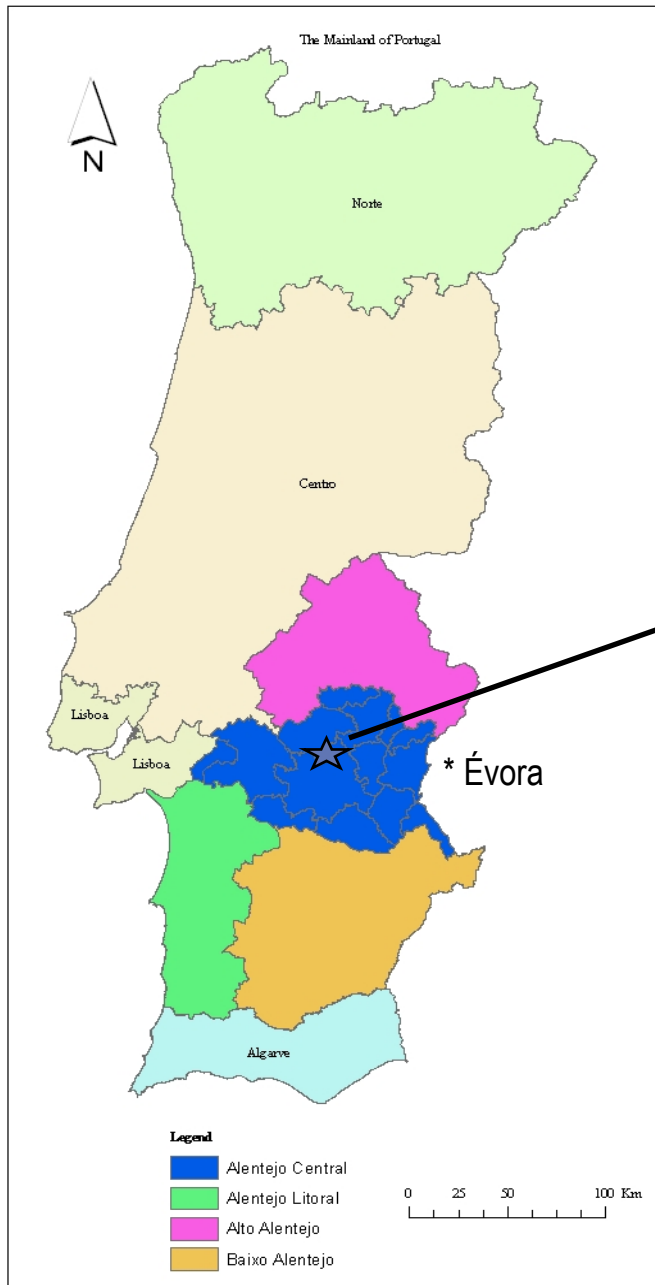 The Mainland of Portugal
N
Norte
Centro
Lisboa
Lisboa
* Évora
Algarve
Legend
Alentejo Central
Alentejo Litoral
Alto Alentejo
Baixo Alentejo
0 25 50 100 Km